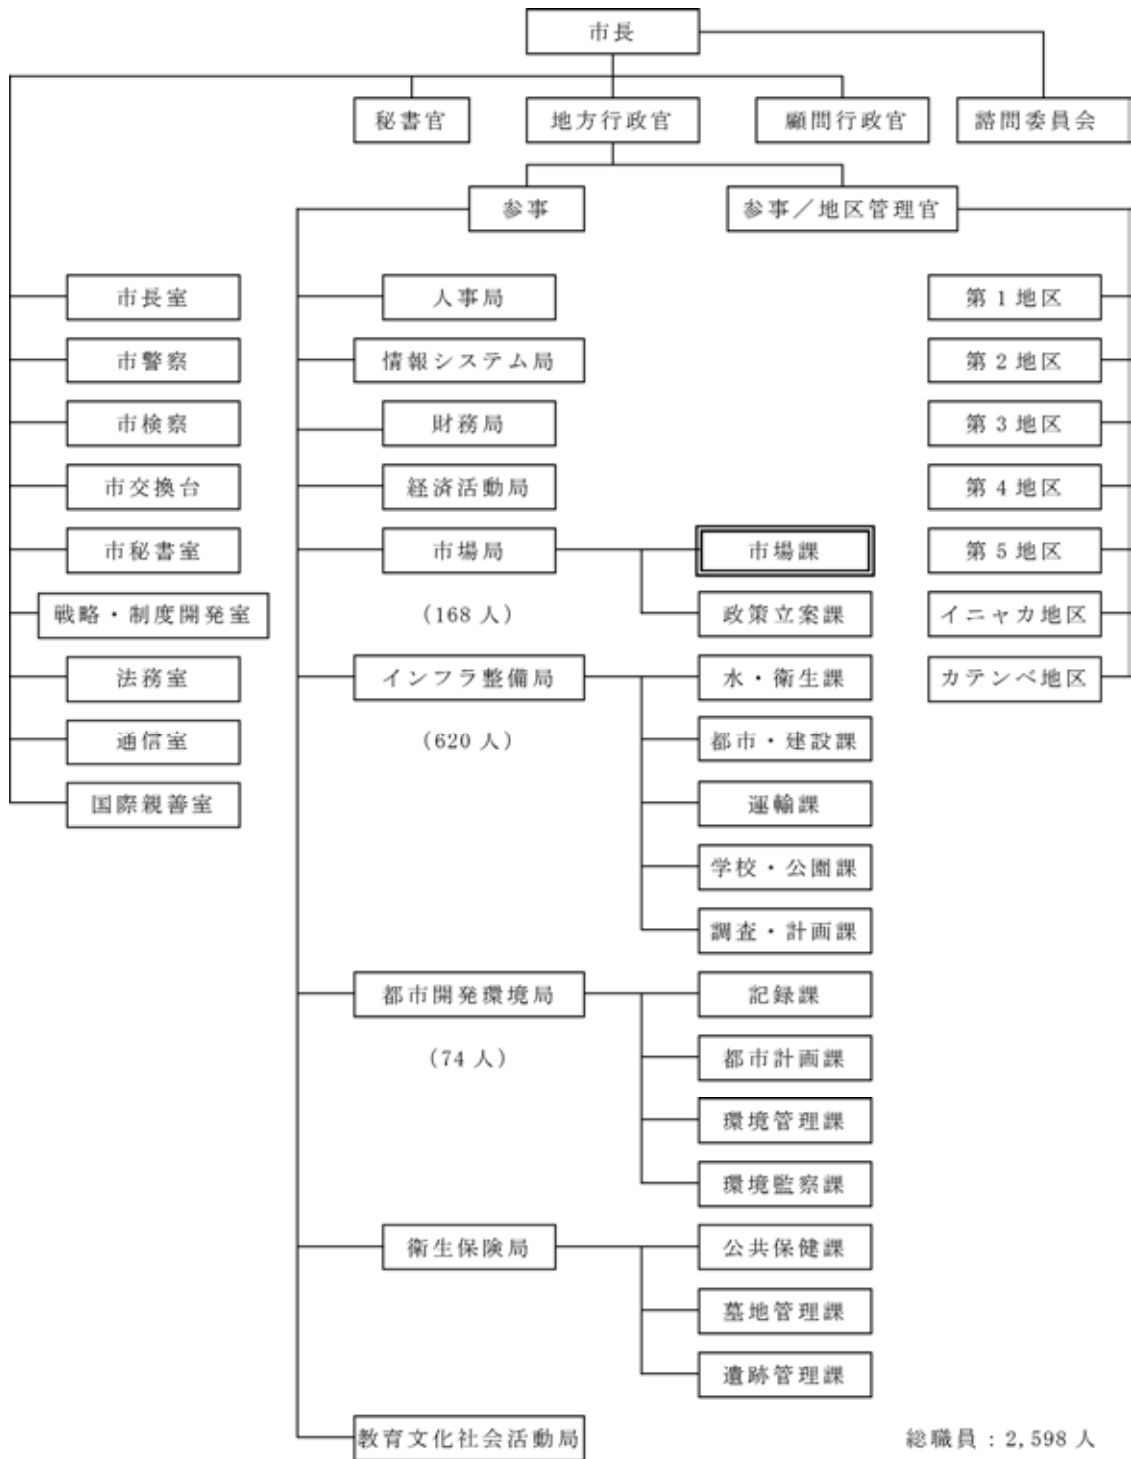 市長
秘書官
地方行政官
顧問行政官
諮問委員会
参事
参事／地区管理官
市長室
人事局
第1地区
市警察
情報システム局
第2地区
市検察
財務局
第3地区
市交換台
経済活動局
第4地区
市秘書室
市場局
市場課
第5地区
戦略・制度開発室
(168人)
政策立案課
イニャカ地区
法務室
インフラ整備局
水・衛生課
カテンベ地区
通信室
(620人)
都市・建設課
国際親善室
運輸課
学校・公園課
調査・計画課
都市開発環境局
記録課
(74人)
都市計画課
環境管理課
環境監察課
衛生保険局
公共保健課
墓地管理課
遺跡管理課
教育文化社会活動局
総職員：2,598人